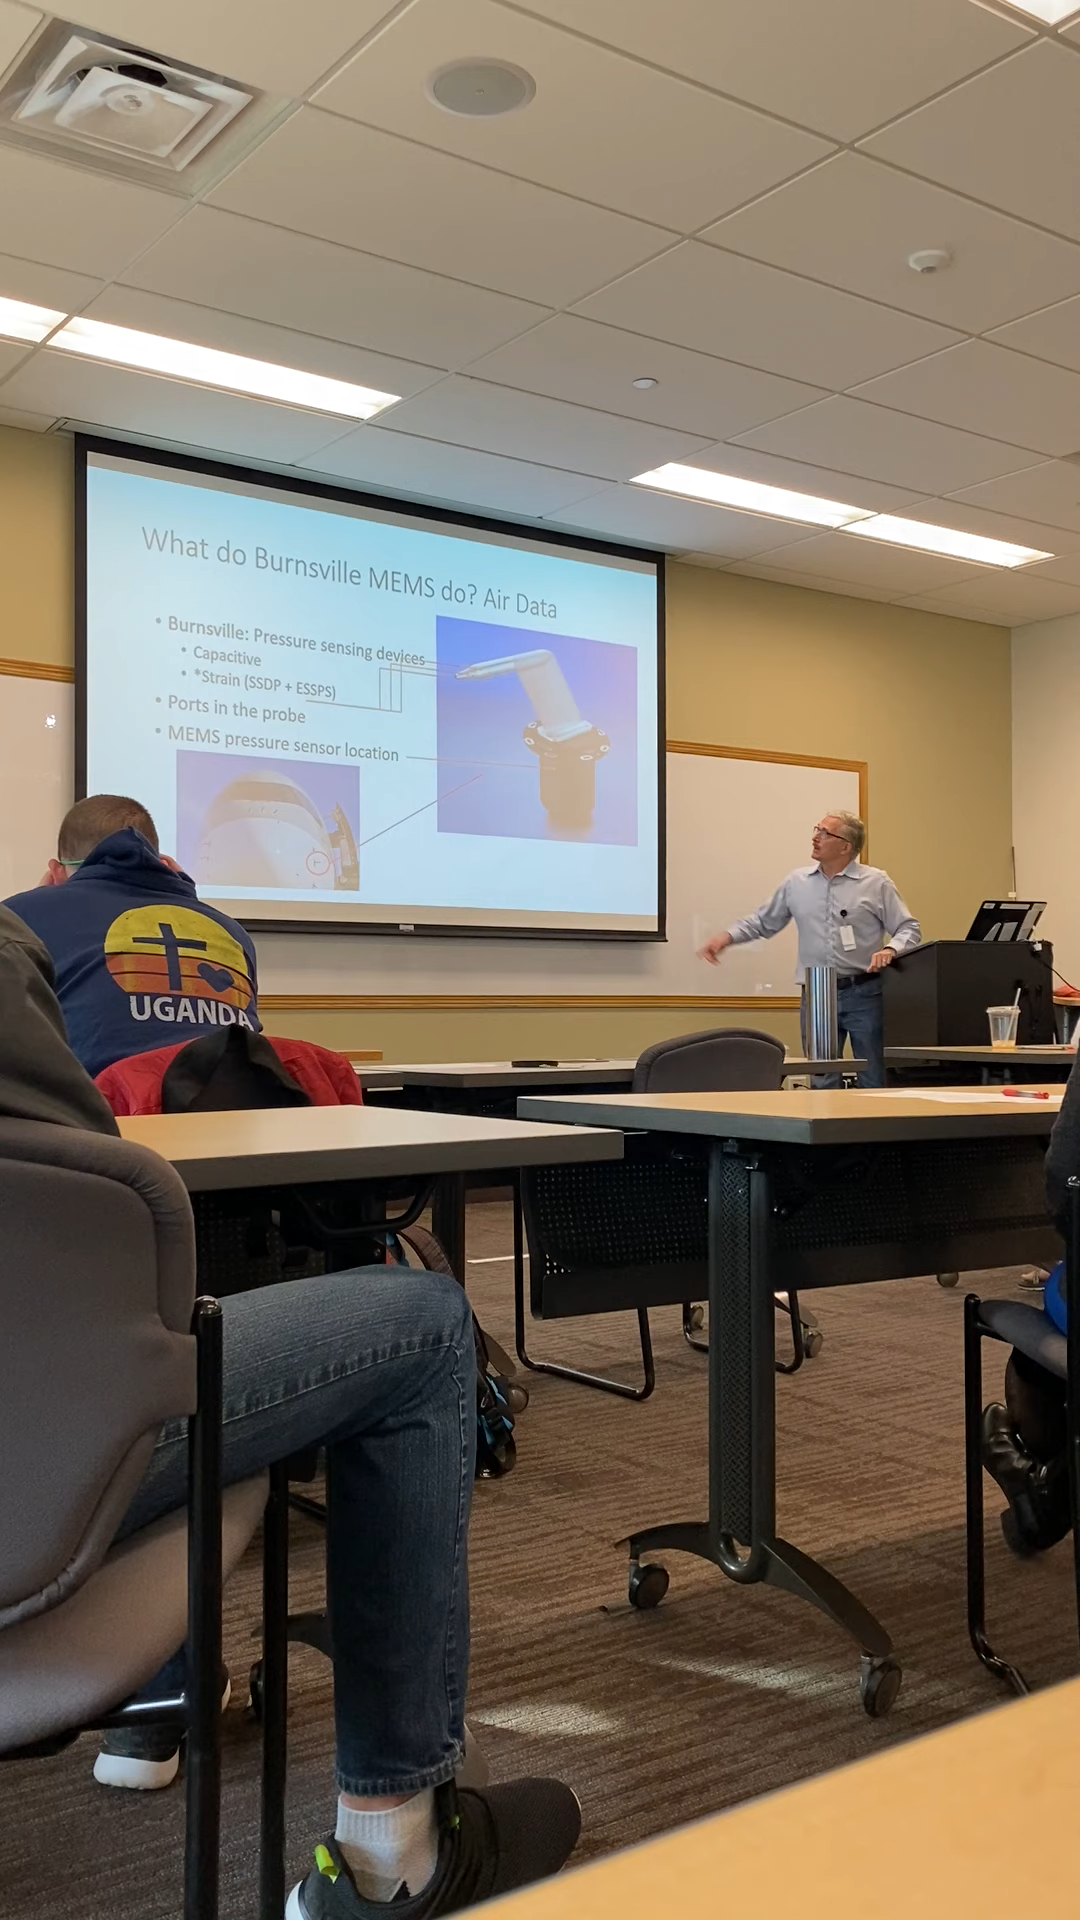 What do Burnsville MEMS do? Air Data
• Burnsville: Pressure sensing devices
• Capacitive
• *Strain (SSDP + ESSPS)
• Ports in the probe
• MEMS pressure sensor location
UGANDA